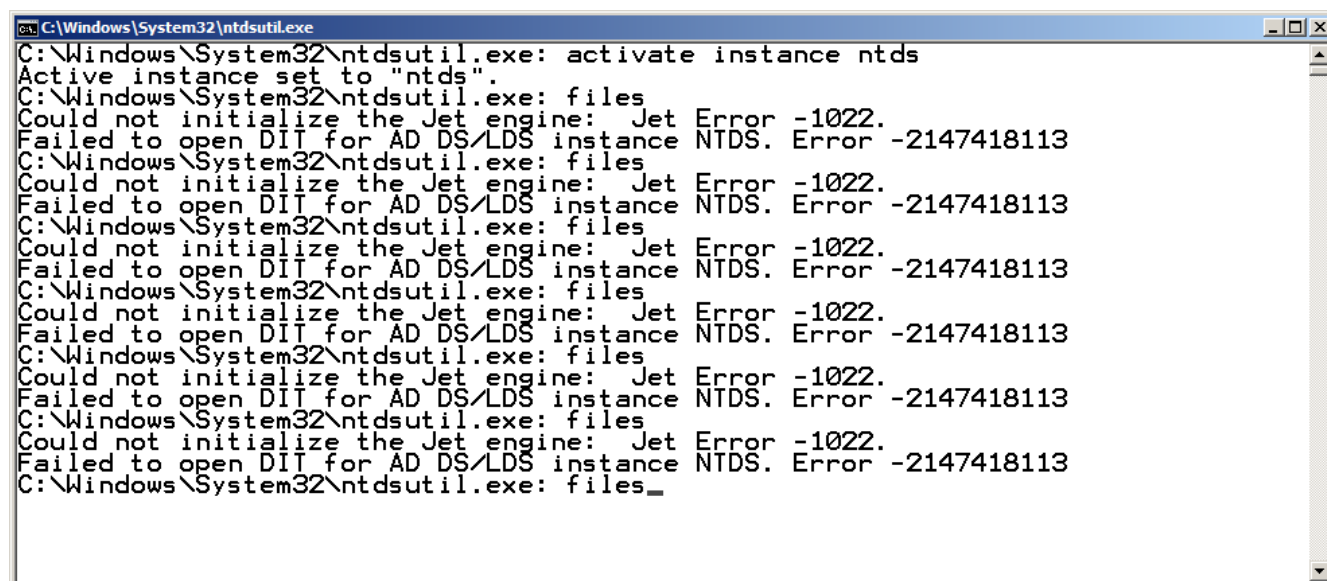 C:\Windows\System32\ntdsutil.exe
C:\Windows\System32\ntdsutil.exe: activate instance ntds
Active instance set to "ntds".
C:\Windows\System32\ntdsutil.exe: files
Could not initialize the Jet engine:  Jet Error -1022.
Failed to open DIT for AD DS/LDS instance NTDS. Error -2147418113
C:\Windows\System32\ntdsutil.exe: files
Could not initialize the Jet engine:  Jet Error -1022.
Failed to open DIT for AD DS/LDS instance NTDS. Error -2147418113
C:\Windows\System32\ntdsutil.exe: files
Could not initialize the Jet engine:  Jet Error -1022.
Failed to open DIT for AD DS/LDS instance NTDS. Error -2147418113
C:\Windows\System32\ntdsutil.exe: files
Could not initialize the Jet engine:  Jet Error -1022.
Failed to open DIT for AD DS/LDS instance NTDS. Error -2147418113
C:\Windows\System32\ntdsutil.exe: files
Could not initialize the Jet engine:  Jet Error -1022.
Failed to open DIT for AD DS/LDS instance NTDS. Error -2147418113
C:\Windows\System32\ntdsutil.exe: files
Could not initialize the Jet engine:  Jet Error -1022.
Failed to open DIT for AD DS/LDS instance NTDS. Error -2147418113
C:\Windows\System32\ntdsutil.exe: files_